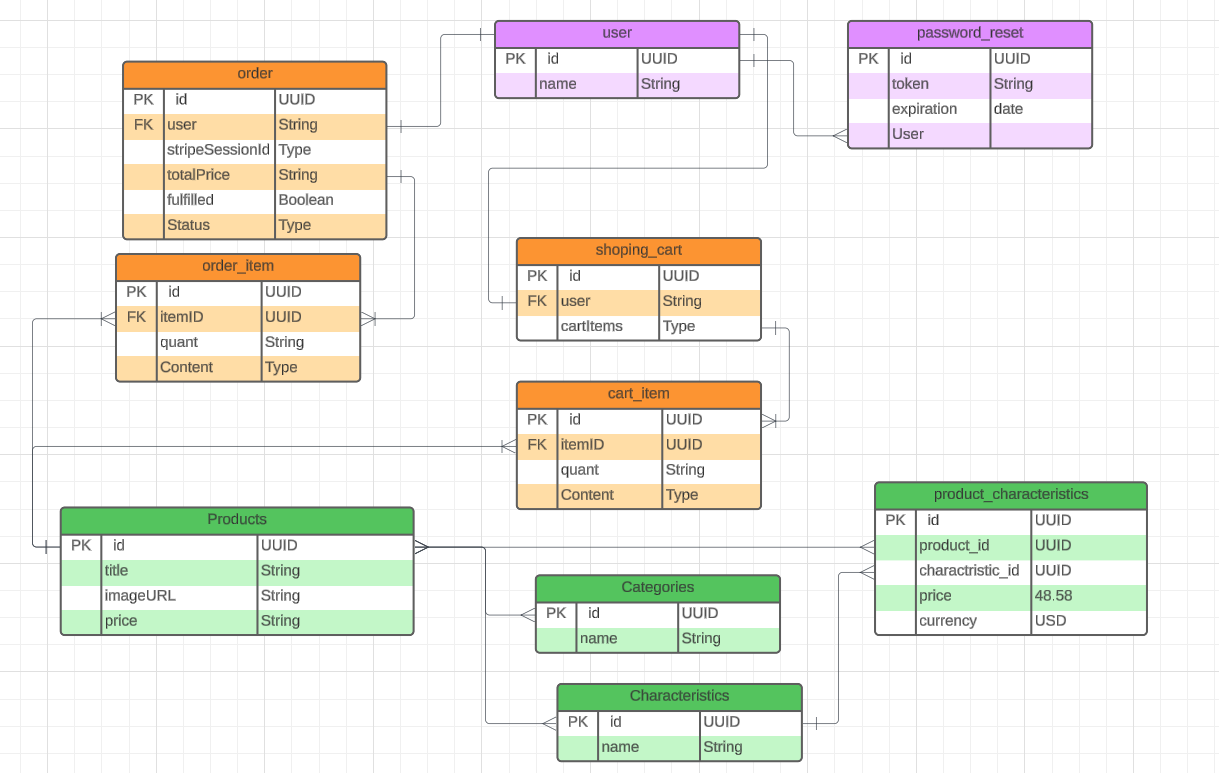 user
PK id UUID
name String
password_reset
PK id UUID
token String
expiration date
User
order
PK id UUID
FK user String
stripeSessionId Type
totalPrice String
fulfilled Boolean
Status Type
order_item
PK id UUID
FK itemID UUID
quant String
Content Type
shoping_cart
PK id UUID
FK user String
cartItems Type
cart_item
PK id UUID
FK itemID UUID
quant String
Content Type
product_characteristics
PK id UUID
product_id UUID
charactristic_id UUID
price 48.58
currency USD
Products
PK id UUID
title String
imageURL String
price String
Categories
PK id UUID
name String
Characteristics
PK id UUID
name String